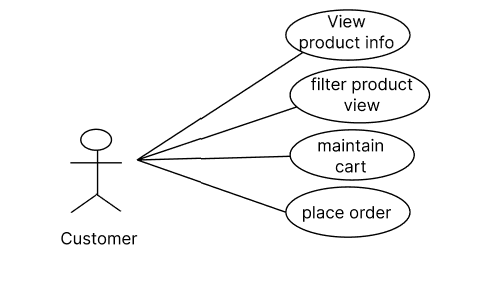 View
product info
filter product
view
maintain
cart
place order
Customer